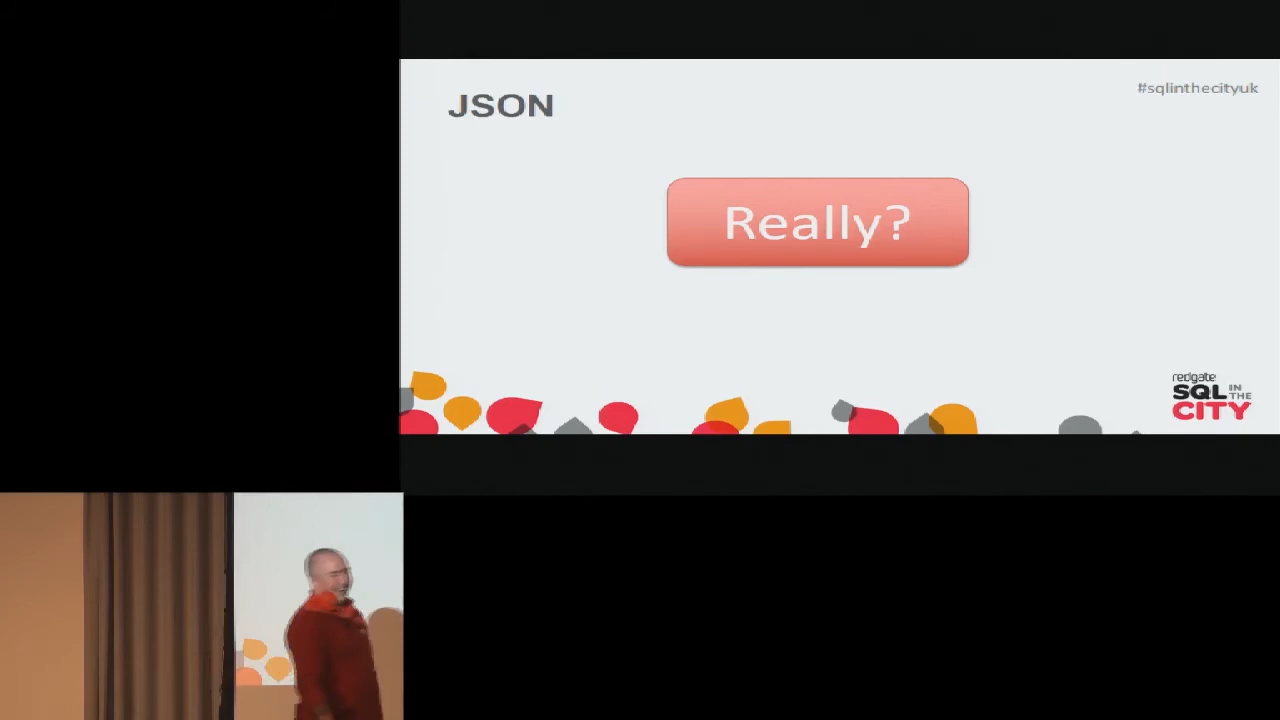 JSON
#sqlinthecityuk
Really?
redgate
SQL IN THE
CITY